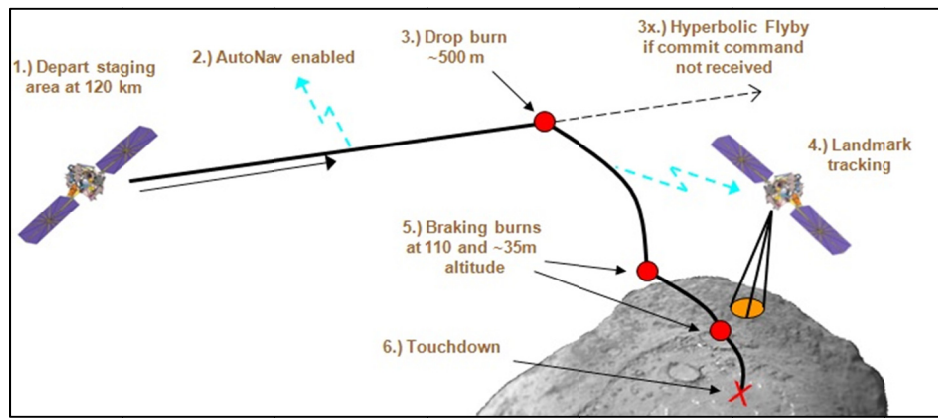 1.) Depart staging
area at 120 km
2.) AutoNav enabled
3.) Drop burn
~500 m
3x.) Hyperbolic Flyby
if commit command
not received
4.) Landmark
tracking
5.) Braking burns
at 110 and ~35m
altitude
6.) Touchdown